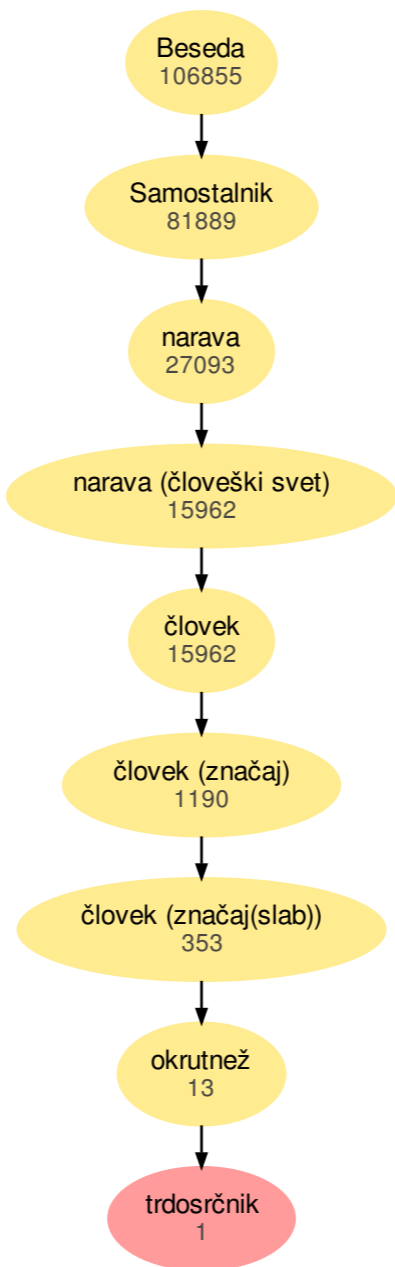 Beseda
106855
Samostalnik
81889
narava
27093
narava (človeški svet)
15962
človek
15962
človek (značaj)
1190
človek (značaj(slab))
353
okrutnež
13
trdosrčnik
1